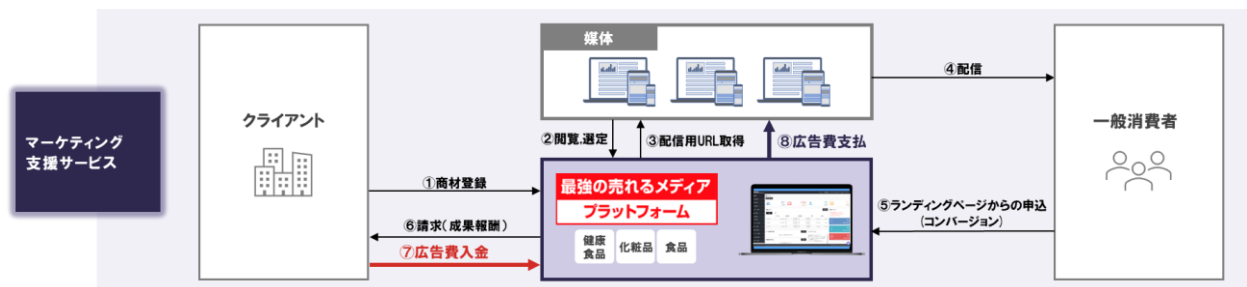 マーケティング
支援サービス
クライアント
媒体
④配信
一般消費者
②閲覧,選定
③配信用URL取得
⑧広告費支払
①商材登録
最強の売れるメディア
プラットフォーム
⑤ランディングページからの申込
(コンバージョン)
⑥請求(成果報酬)
⑦広告費入金
健康
食品
化粧品
食品